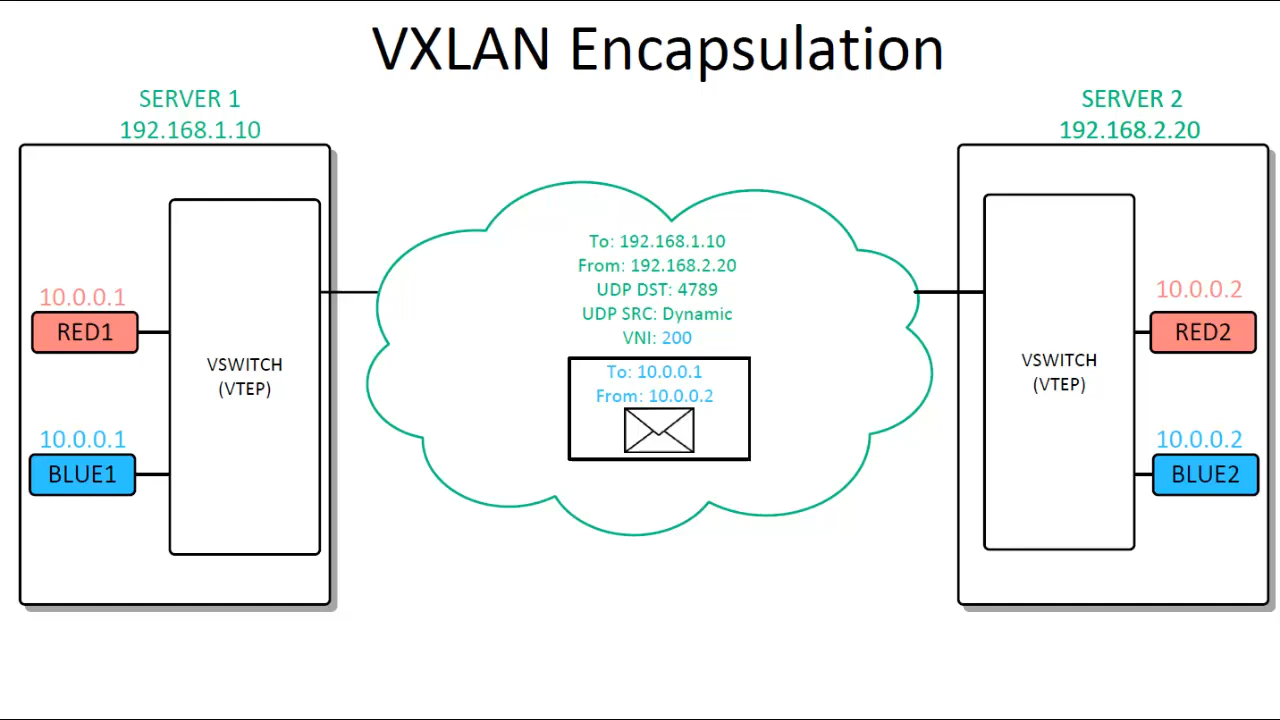 VXLAN Encapsulation
SERVER 1
192.168.1.10
SERVER 2
192.168.2.20
10.0.0.1
RED1
10.0.0.1
BLUE1
VSWITCH
(VTEP)
To: 192.168.1.10
From: 192.168.2.20
UDP DST: 4789
UDP SRC: Dynamic
VNI: 200
To: 10.0.0.1
From: 10.0.0.2
VSWITCH
(VTEP)
10.0.0.2
RED2
10.0.0.2
BLUE2